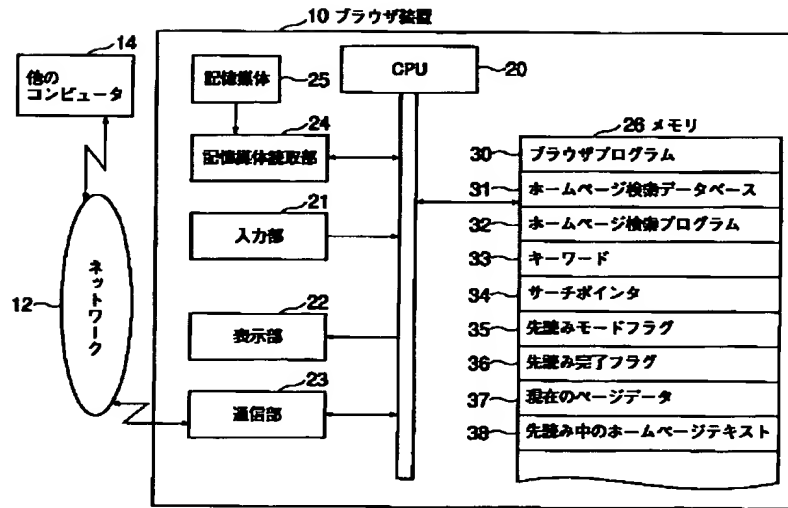 10 ブラウザ装置
14
他の
コンピュータ
12
ネットワーク
CPU
20
記憶媒体
25
24
記憶媒体読取部
21
入力部
22
表示部
23
通信部
26 メモリ
30 ブラウザプログラム
31 ホームページ検索データベース
32 ホームページ検索プログラム
33 キーワード
34 サーチポインタ
35 先読みモードフラグ
36 先読み完了フラグ
37 現在のページデータ
38 先読み中のホームページテキスト